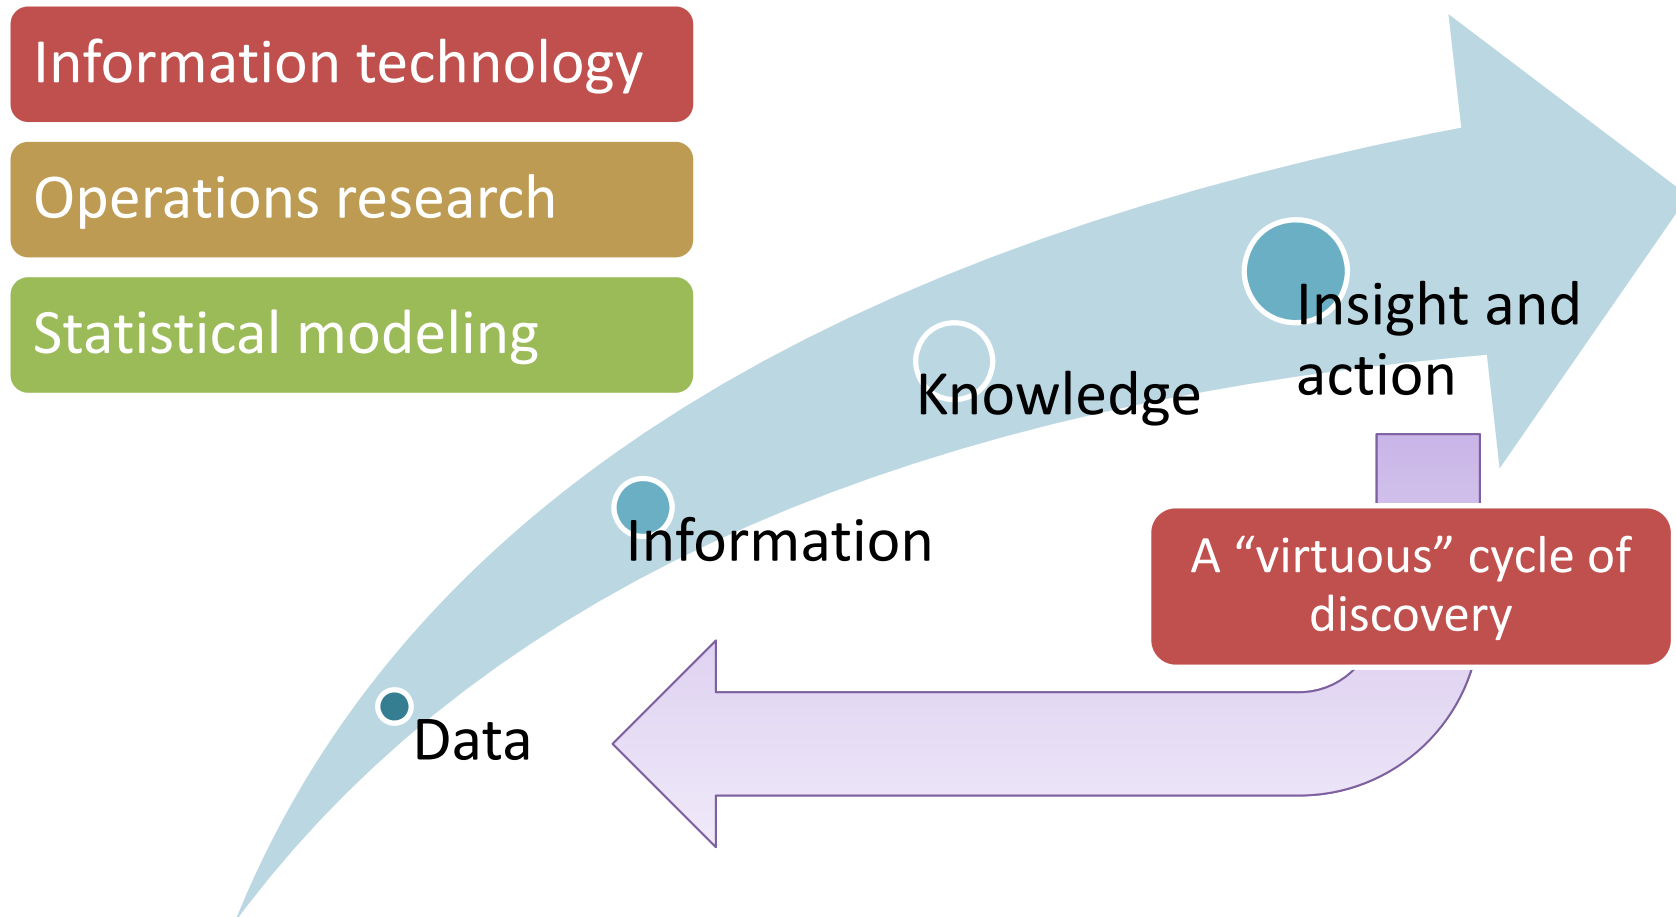 Information technology
Operations research
Statistical modeling
Insight and
action
Knowledge
Information
A “virtuous” cycle of
discovery
Data